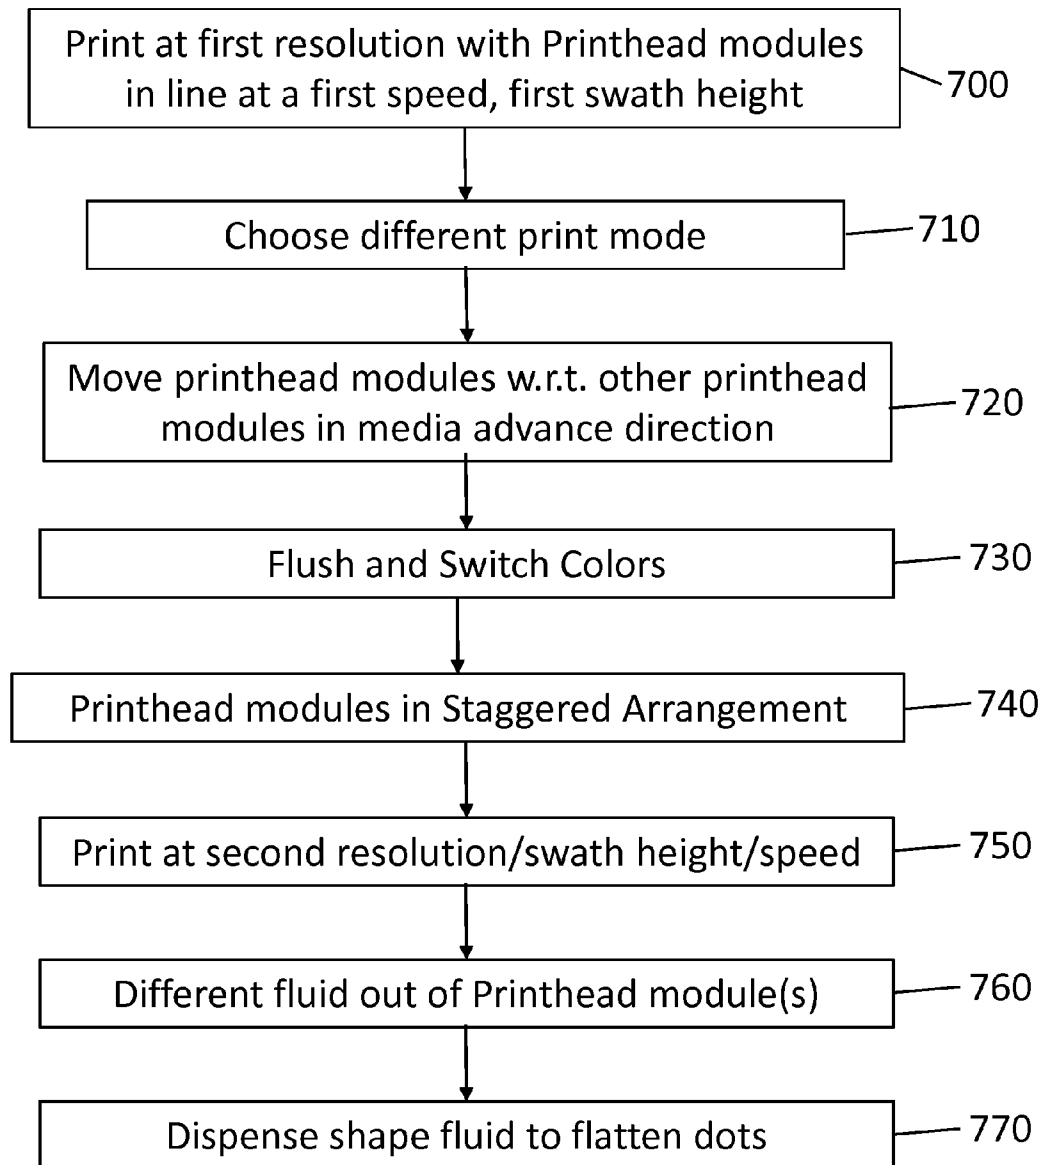 Print at first resolution with Printhead modules
in line at a first speed, first swath height
700
Choose different print mode
710
Move printhead modules w.r.t. other printhead
modules in media advance direction
720
Flush and Switch Colors
730
Printhead modules in Staggered Arrangement
740
Print at second resolution/swath height/speed
750
Different fluid out of Printhead module(s)
760
Dispense shape fluid to flatten dots
770